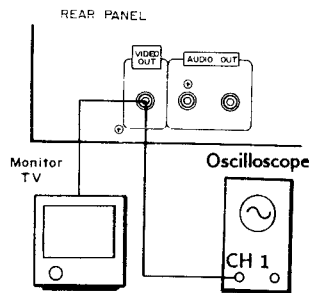 REAR PANEL
VIDEO
OUT
AUDIO OUT
Monitor
TV
Oscilloscope
CH 1